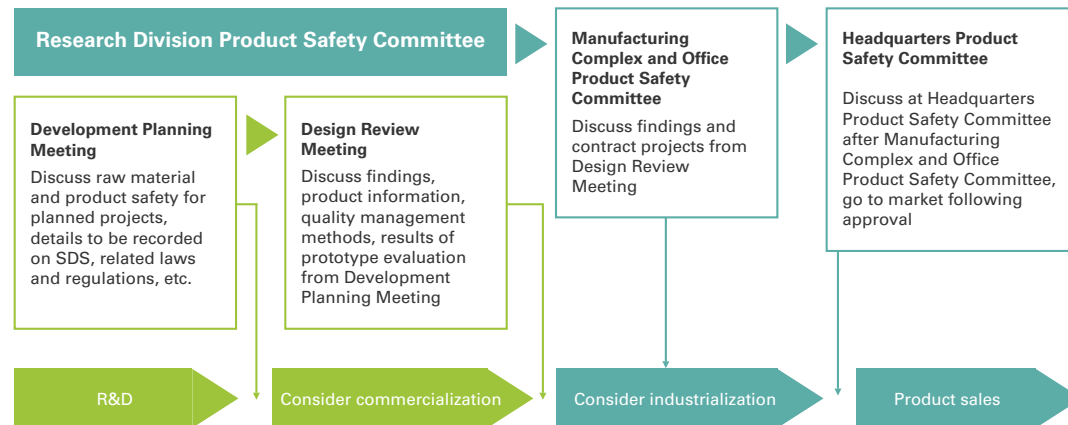 Research Division Product Safety Committee
Development Planning
Meeting
Discuss raw material
and product safety for
planned projects,
details to be recorded
on SDS, related laws
and regulations, etc.
Design Review
Meeting
Discuss findings,
product information,
quality management
methods, results of
prototype evaluation
from Development
Planning Meeting
Manufacturing
Complex and Office
Product Safety
Committee
Discuss findings and
contract projects from
Design Review
Meeting
Headquarters Product
Safety Committee
Discuss at Headquarters
Product Safety Committee
after Manufacturing
Complex and Office
Product Safety Committee,
go to market following
approval
R&D
Consider commercialization
Consider industrialization
Product sales